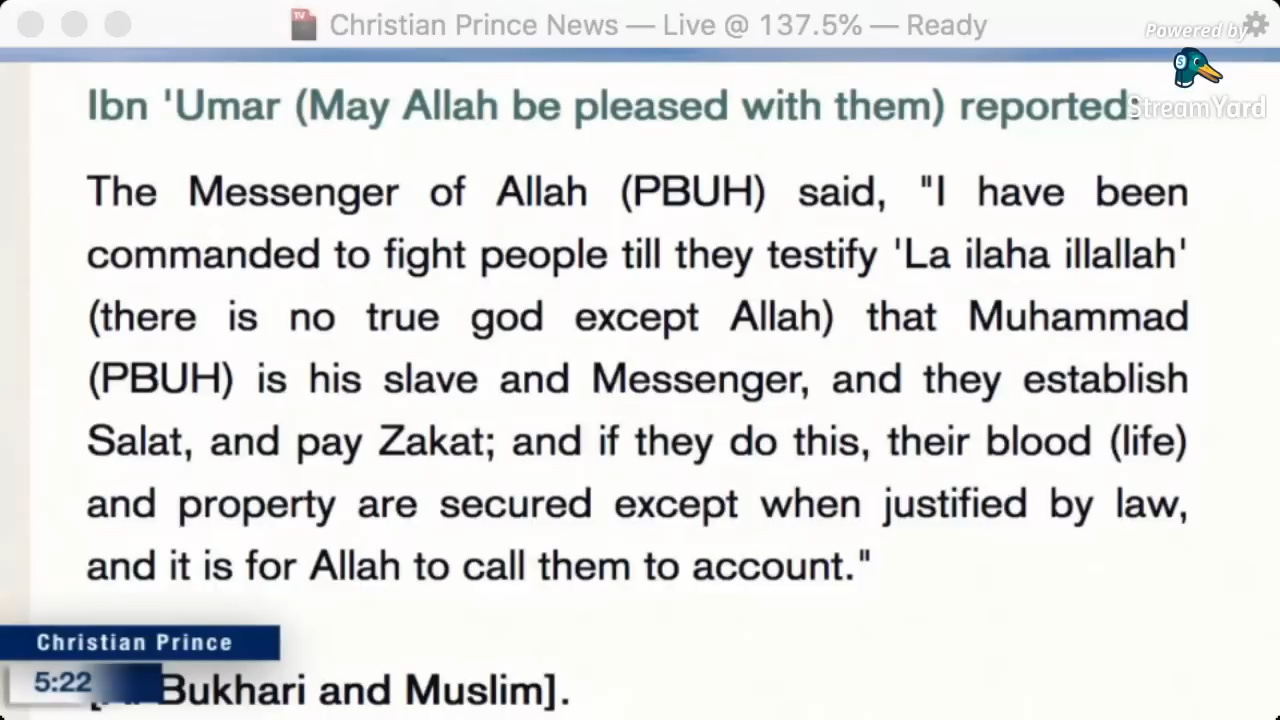 Christian Prince News — Live @ 137.5% — Ready
Powered by
StreamYard
Ibn 'Umar (May Allah be pleased with them) reported:
The Messenger of Allah (PBUH) said, "I have been
commanded to fight people till they testify 'La ilaha illallah'
(there is no true god except Allah) that Muhammad
(PBUH) is his slave and Messenger, and they establish
Salat, and pay Zakat; and if they do this, their blood (life)
and property are secured except when justified by law,
and it is for Allah to call them to account."
Christian Prince
5:22
Bukhari and Muslim].